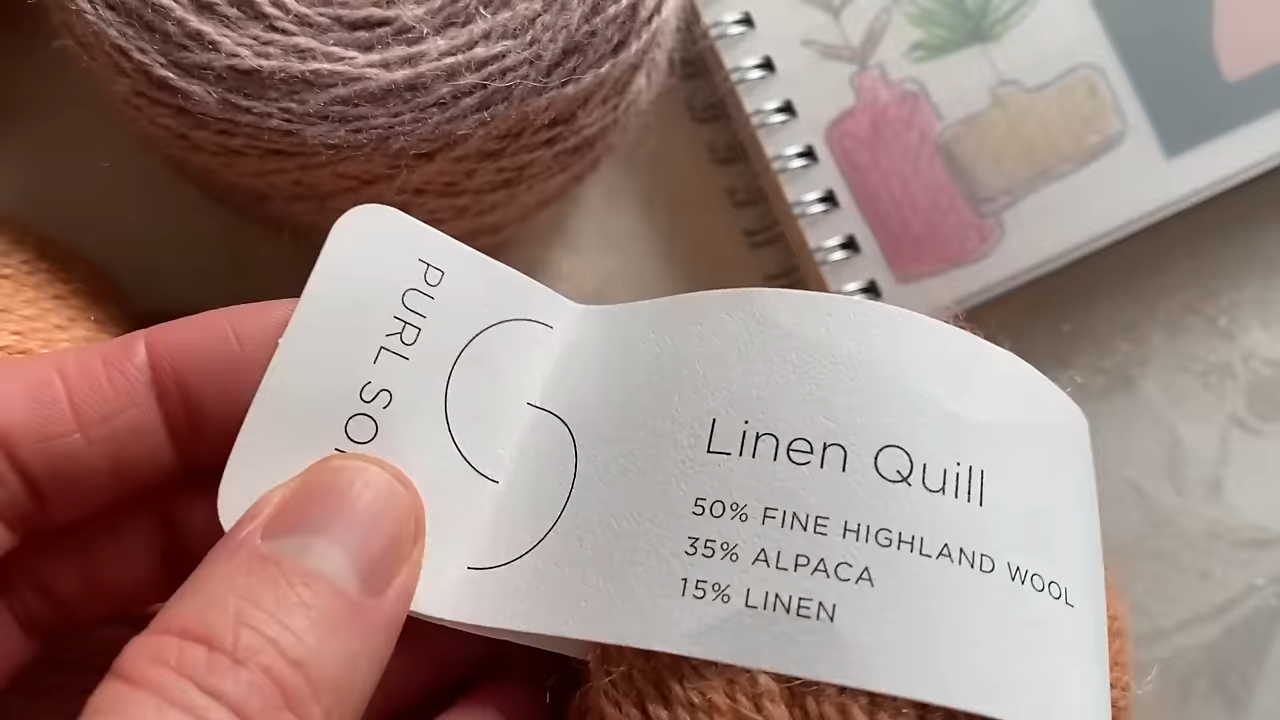 PURL SO
Linen Quill
50% FINE HIGHLAND WOOL
35% ALPACA
15% LINEN